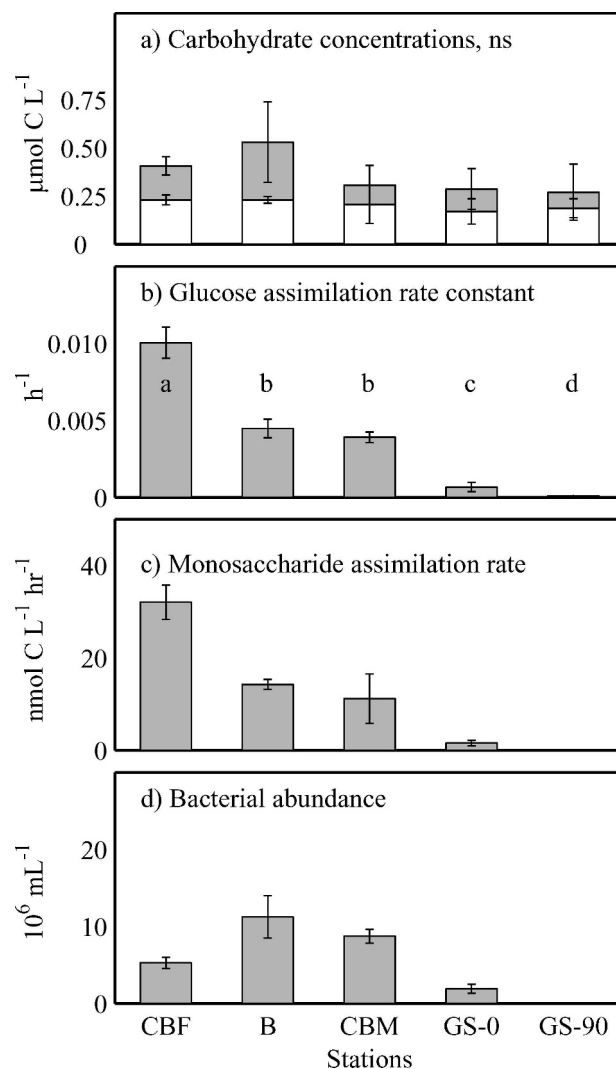 a) Carbohydrate concentrations, ns
μmol C L⁻¹
0.75
0.50
0.25
0
b) Glucose assimilation rate constant
h⁻¹
0.010
0.005
0
a b b c d
c) Monosaccharide assimilation rate
nmol C L⁻¹ hr⁻¹
40
20
0
d) Bacterial abundance
10⁶ mL⁻¹
20
10
0
CBF B CBM GS-0 GS-90
Stations